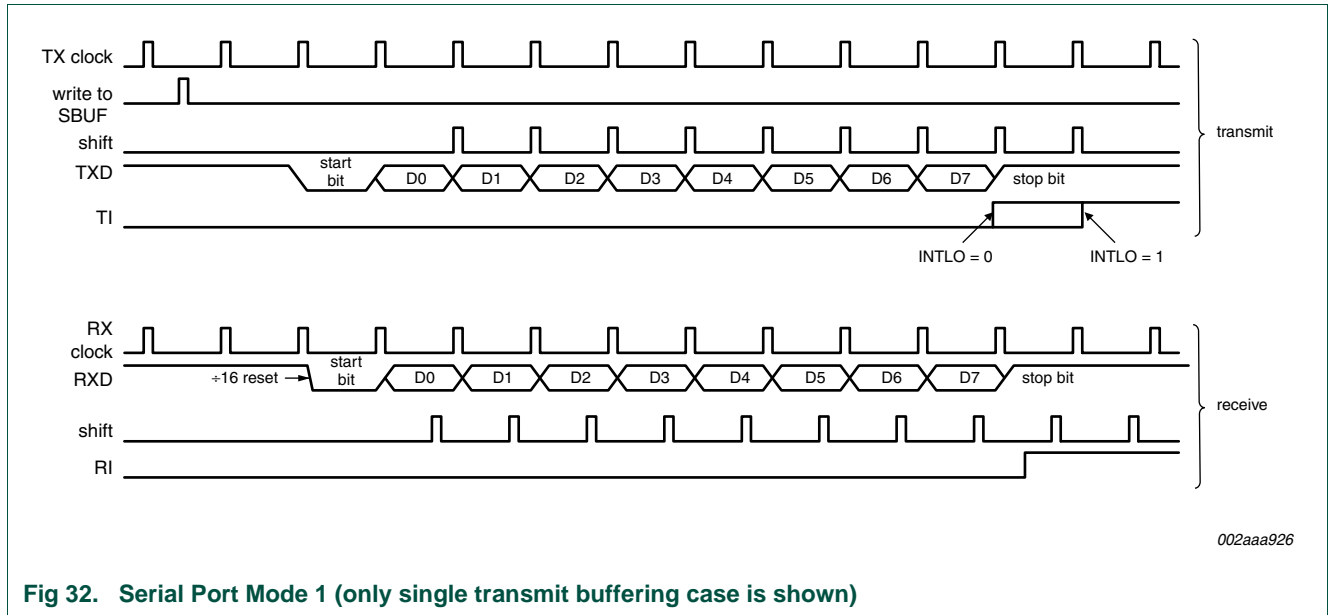 TX clock
write to
SBUF
shift
TXD
start
bit
D0 D1 D2 D3 D4 D5 D6 D7 stop bit
TI
INTLO = 0 INTLO = 1
transmit
RX
clock
RXD
÷16 reset
start
bit
D0 D1 D2 D3 D4 D5 D6 D7 stop bit
shift
RI
receive
002aaa926
Fig 32. Serial Port Mode 1 (only single transmit buffering case is shown)